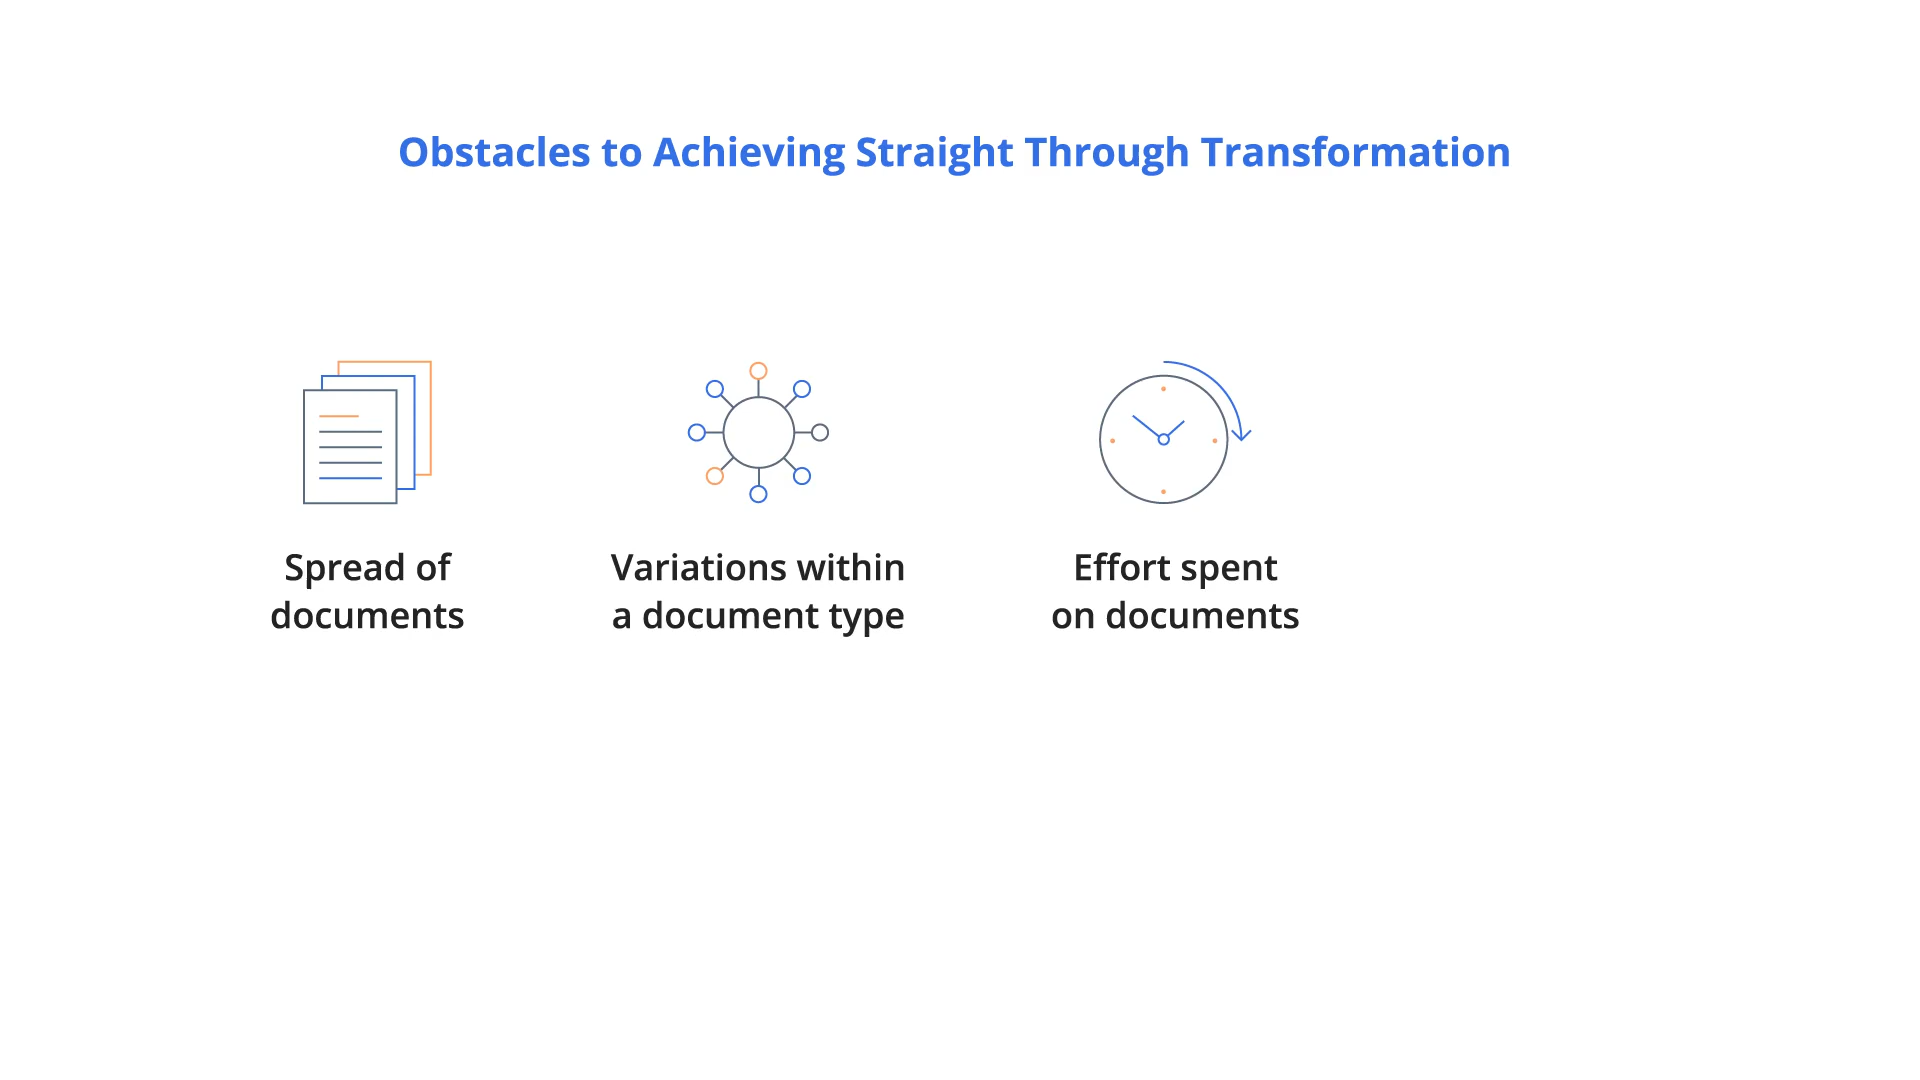 Obstacles to Achieving Straight Through Transformation
Spread of
documents
Variations within
a document type
Effort spent
on documents